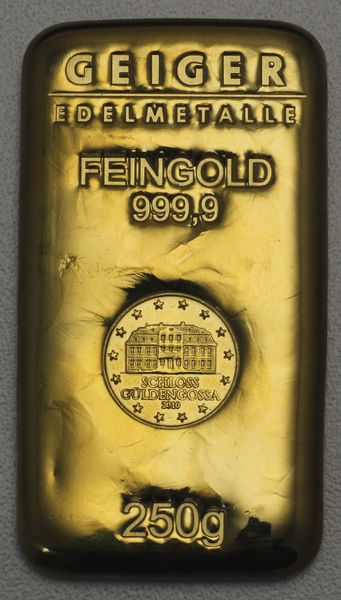 GEIGER
EDELMETALLE
FEINGOLD
999,9
SCHLOSS
GÜLDENGOSSA
2010
250g